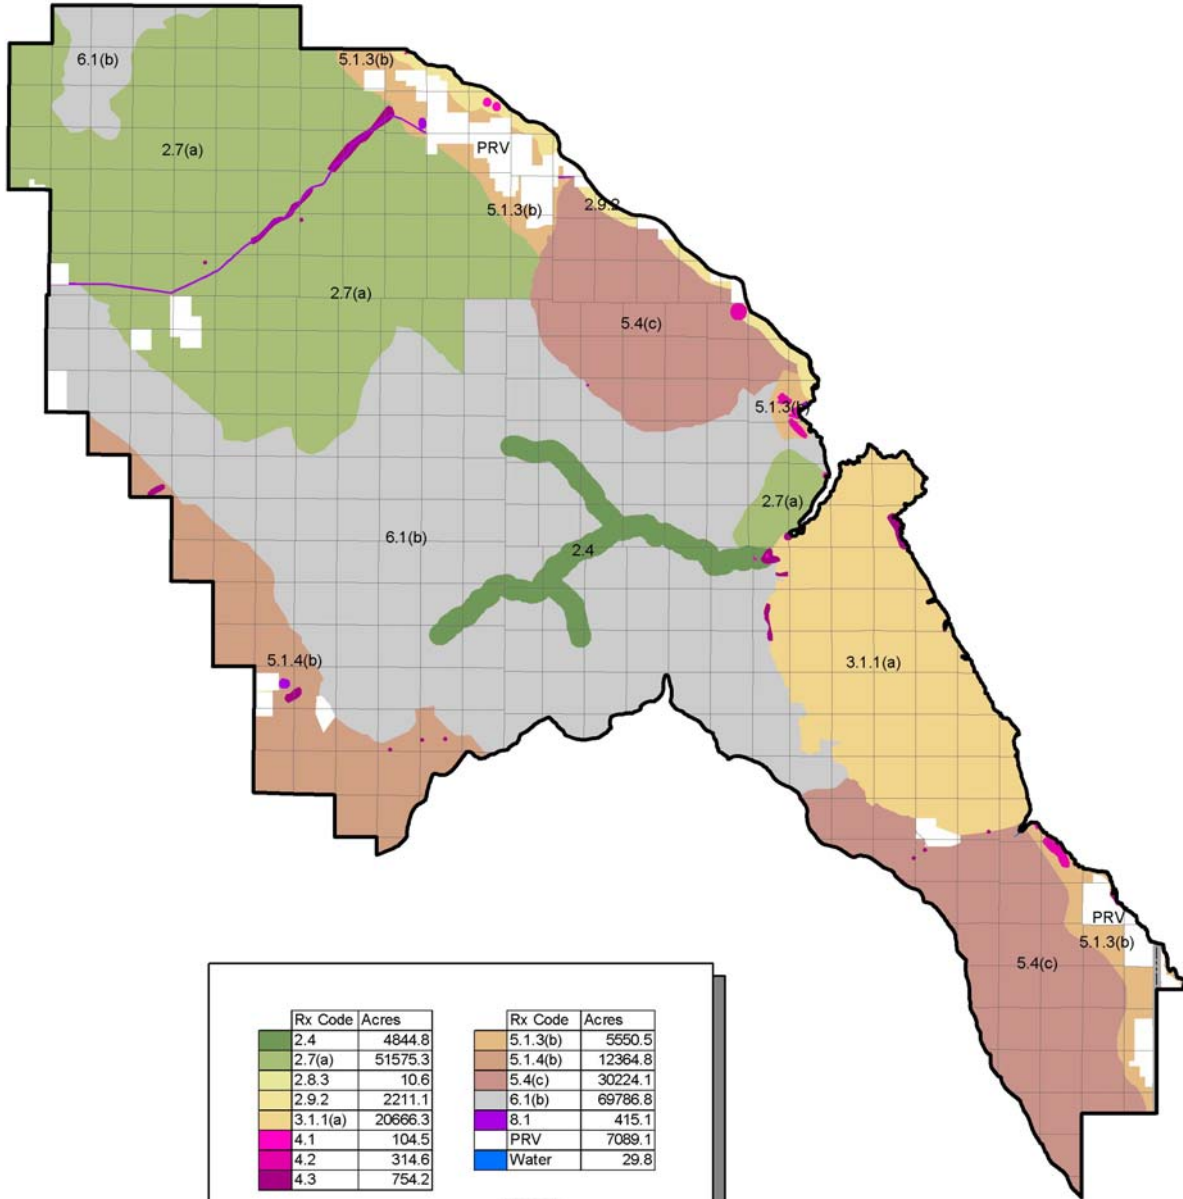 6.1(b)
5.1.3(b)
2.7(a)
PRV
2.9.2
5.1.3(b)
2.7(a)
5.4(c)
5.1.3(b)
2.7(a)
6.1(b)
2.4
5.1.4(b)
3.1.1(a)
PRV
5.1.3(b)
5.4(c)
Rx Code Acres
2.4 4844.8
2.7(a) 51575.3
2.8.3 10.6
2.9.2 2211.1
3.1.1(a) 20666.3
4.1 104.5
4.2 314.6
4.3 754.2
Rx Code Acres
5.1.3(b) 5550.5
5.1.4(b) 12364.8
5.4(c) 30224.1
6.1(b) 69786.8
8.1 415.1
PRV 7089.1
Water 29.8